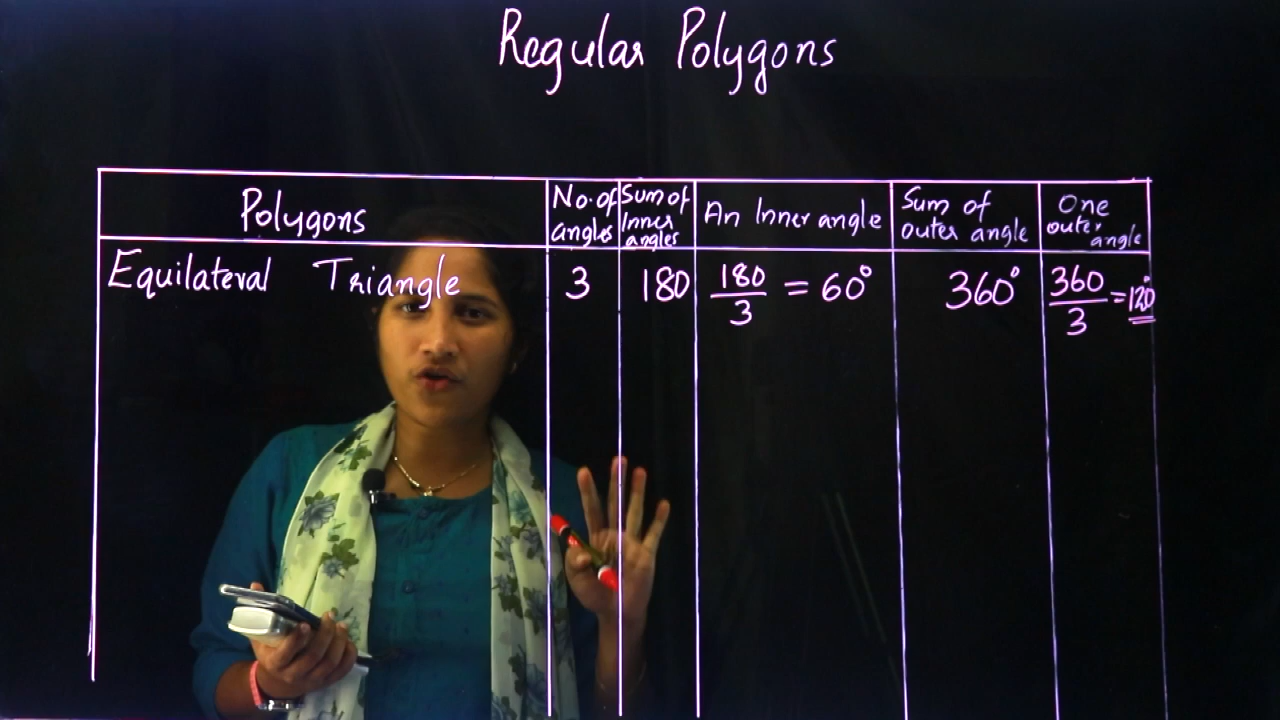 Regular Polygons
Polygons
No. of
angles
Sum of
Inner
angles
An Inner angle
Sum of
outer angle
One
outer
angle
Equilateral Triangle
3
180
180/3 = 60°
360°
360/3 = 120°